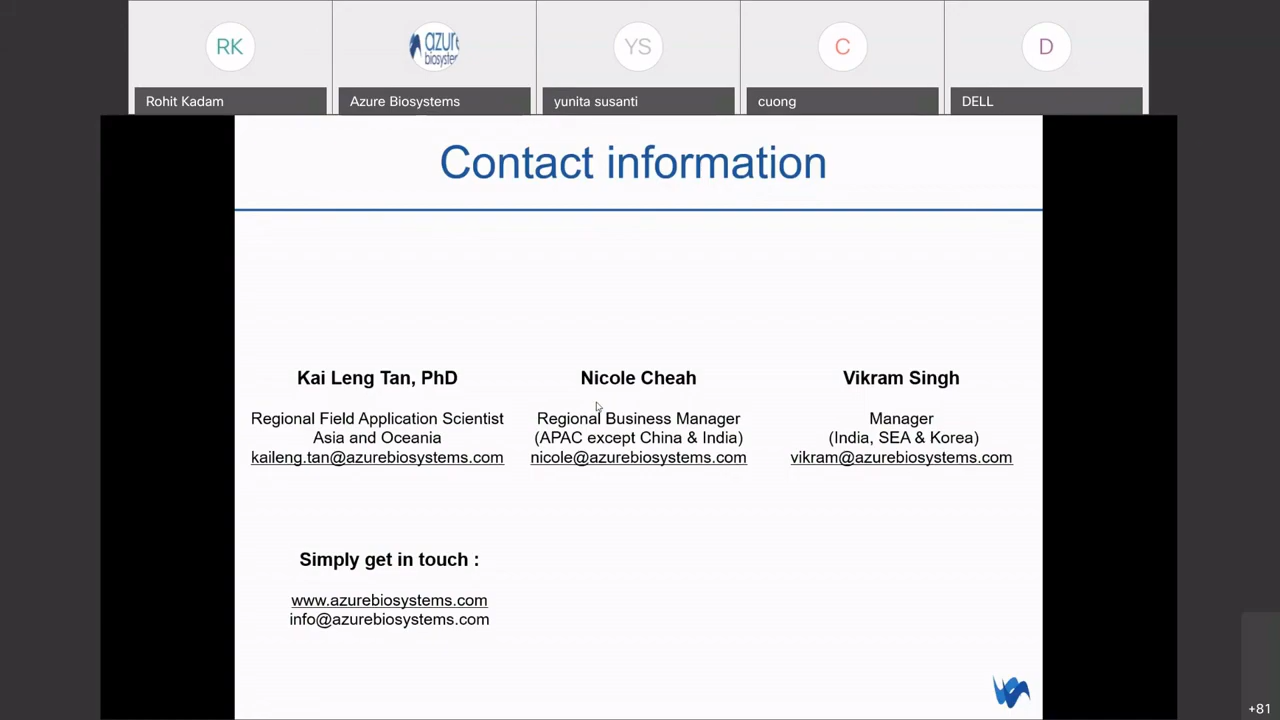 RK
azure
biosystems
YS
C
D
Rohit Kadam
Azure Biosystems
yunita susanti
cuong
DELL
Contact information
Kai Leng Tan, PhD
Regional Field Application Scientist
Asia and Oceania
kaileng.tan@azurebiosystems.com
Nicole Cheah
Regional Business Manager
(APAC except China & India)
nicole@azurebiosystems.com
Vikram Singh
Manager
(India, SEA & Korea)
vikram@azurebiosystems.com
Simply get in touch :
www.azurebiosystems.com
info@azurebiosystems.com
+81